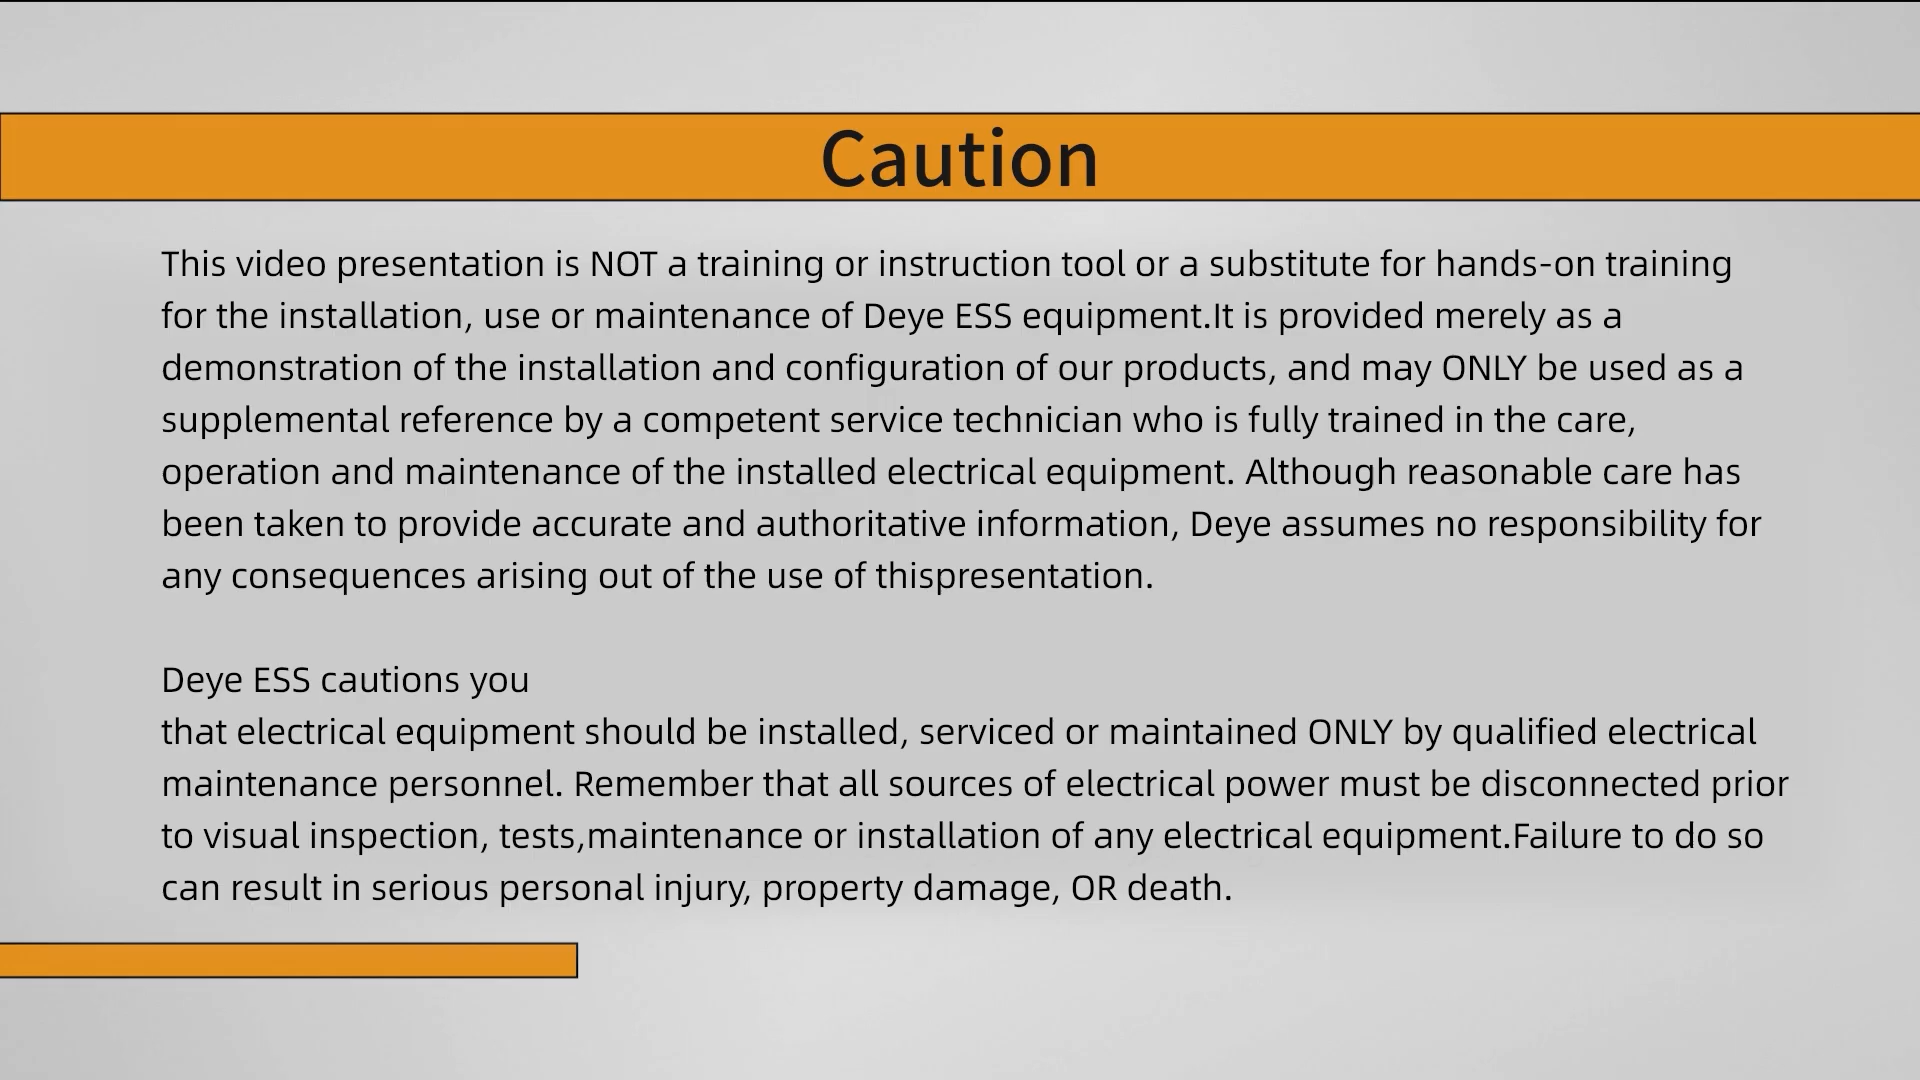 Caution
This video presentation is NOT a training or instruction tool or a substitute for hands-on training
for the installation, use or maintenance of Deye ESS equipment.It is provided merely as a
demonstration of the installation and configuration of our products, and may ONLY be used as a
supplemental reference by a competent service technician who is fully trained in the care,
operation and maintenance of the installed electrical equipment. Although reasonable care has
been taken to provide accurate and authoritative information, Deye assumes no responsibility for
any consequences arising out of the use of thispresentation.
Deye ESS cautions you
that electrical equipment should be installed, serviced or maintained ONLY by qualified electrical
maintenance personnel. Remember that all sources of electrical power must be disconnected prior
to visual inspection, tests,maintenance or installation of any electrical equipment.Failure to do so
can result in serious personal injury, property damage, OR death.